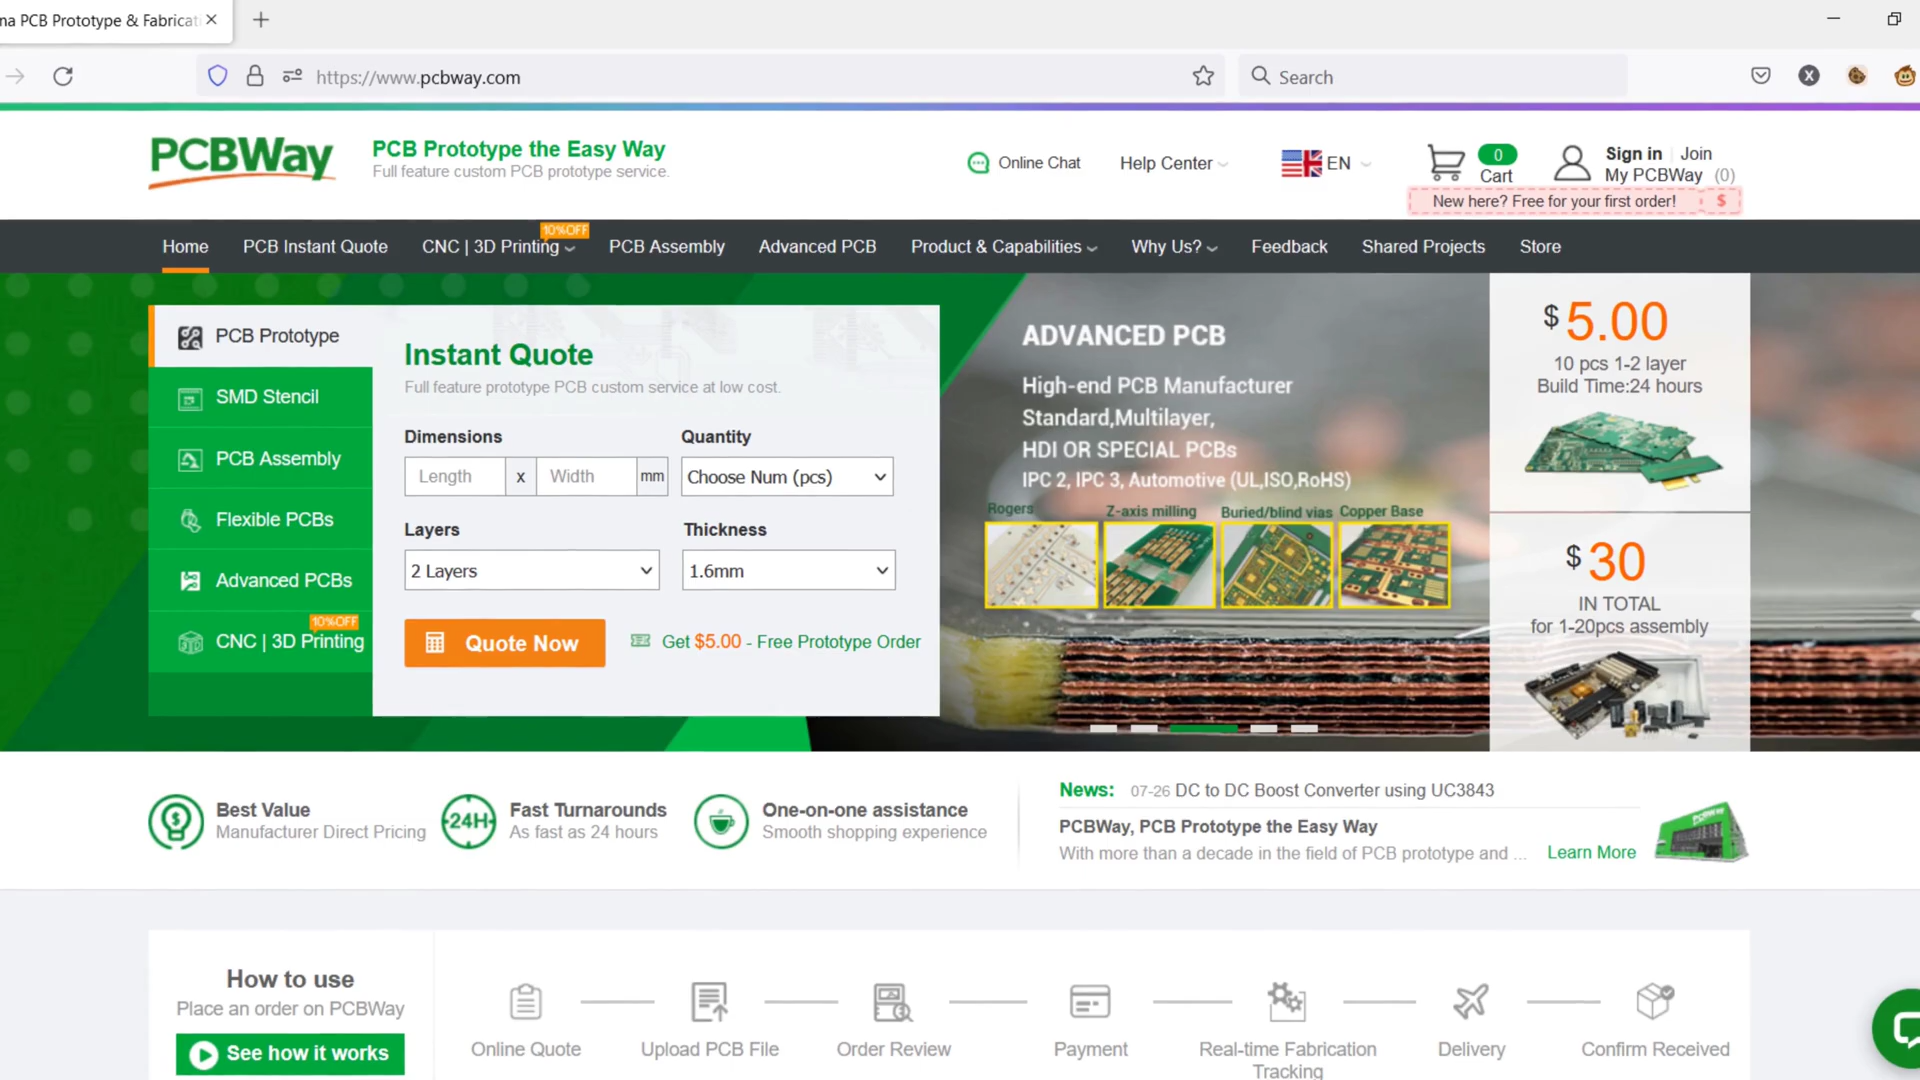 na PCB Prototype & Fabricat
https://www.pcbway.com
Search
PCBWay
PCB Prototype the Easy Way
Full feature custom PCB prototype service.
Online Chat
Help Center
EN
0
Cart
Sign in
Join
My PCBWay (0)
New here? Free for your first order! $
Home
PCB Instant Quote
CNC | 3D Printing
10%OFF
PCB Assembly
Advanced PCB
Product & Capabilities
Why Us?
Feedback
Shared Projects
Store
PCB Prototype
SMD Stencil
PCB Assembly
Flexible PCBs
Advanced PCBs
10%OFF
CNC | 3D Printing
Instant Quote
Full feature prototype PCB custom service at low cost.
Dimensions
Quantity
Length x Width mm
Choose Num (pcs)
Layers
Thickness
2 Layers
1.6mm
Quote Now
Get $5.00 - Free Prototype Order
ADVANCED PCB
High-end PCB Manufacturer
Standard,Multilayer,
HDI OR SPECIAL PCBs
IPC 2, IPC 3, Automotive (UL,ISO,RoHS)
Rogers
Z-axis milling
Buried/blind vias
Copper Base
$ 5.00
10 pcs 1-2 layer
Build Time:24 hours
$ 30
IN TOTAL
for 1-20pcs assembly
Best Value
Manufacturer Direct Pricing
24H
Fast Turnarounds
As fast as 24 hours
One-on-one assistance
Smooth shopping experience
News: 07-26 DC to DC Boost Converter using UC3843
PCBWay, PCB Prototype the Easy Way
With more than a decade in the field of PCB prototype and ...
Learn More
PCBWay
How to use
Place an order on PCBWay
See how it works
Online Quote
Upload PCB File
Order Review
Payment
Real-time Fabrication
Tracking
Delivery
Confirm Received